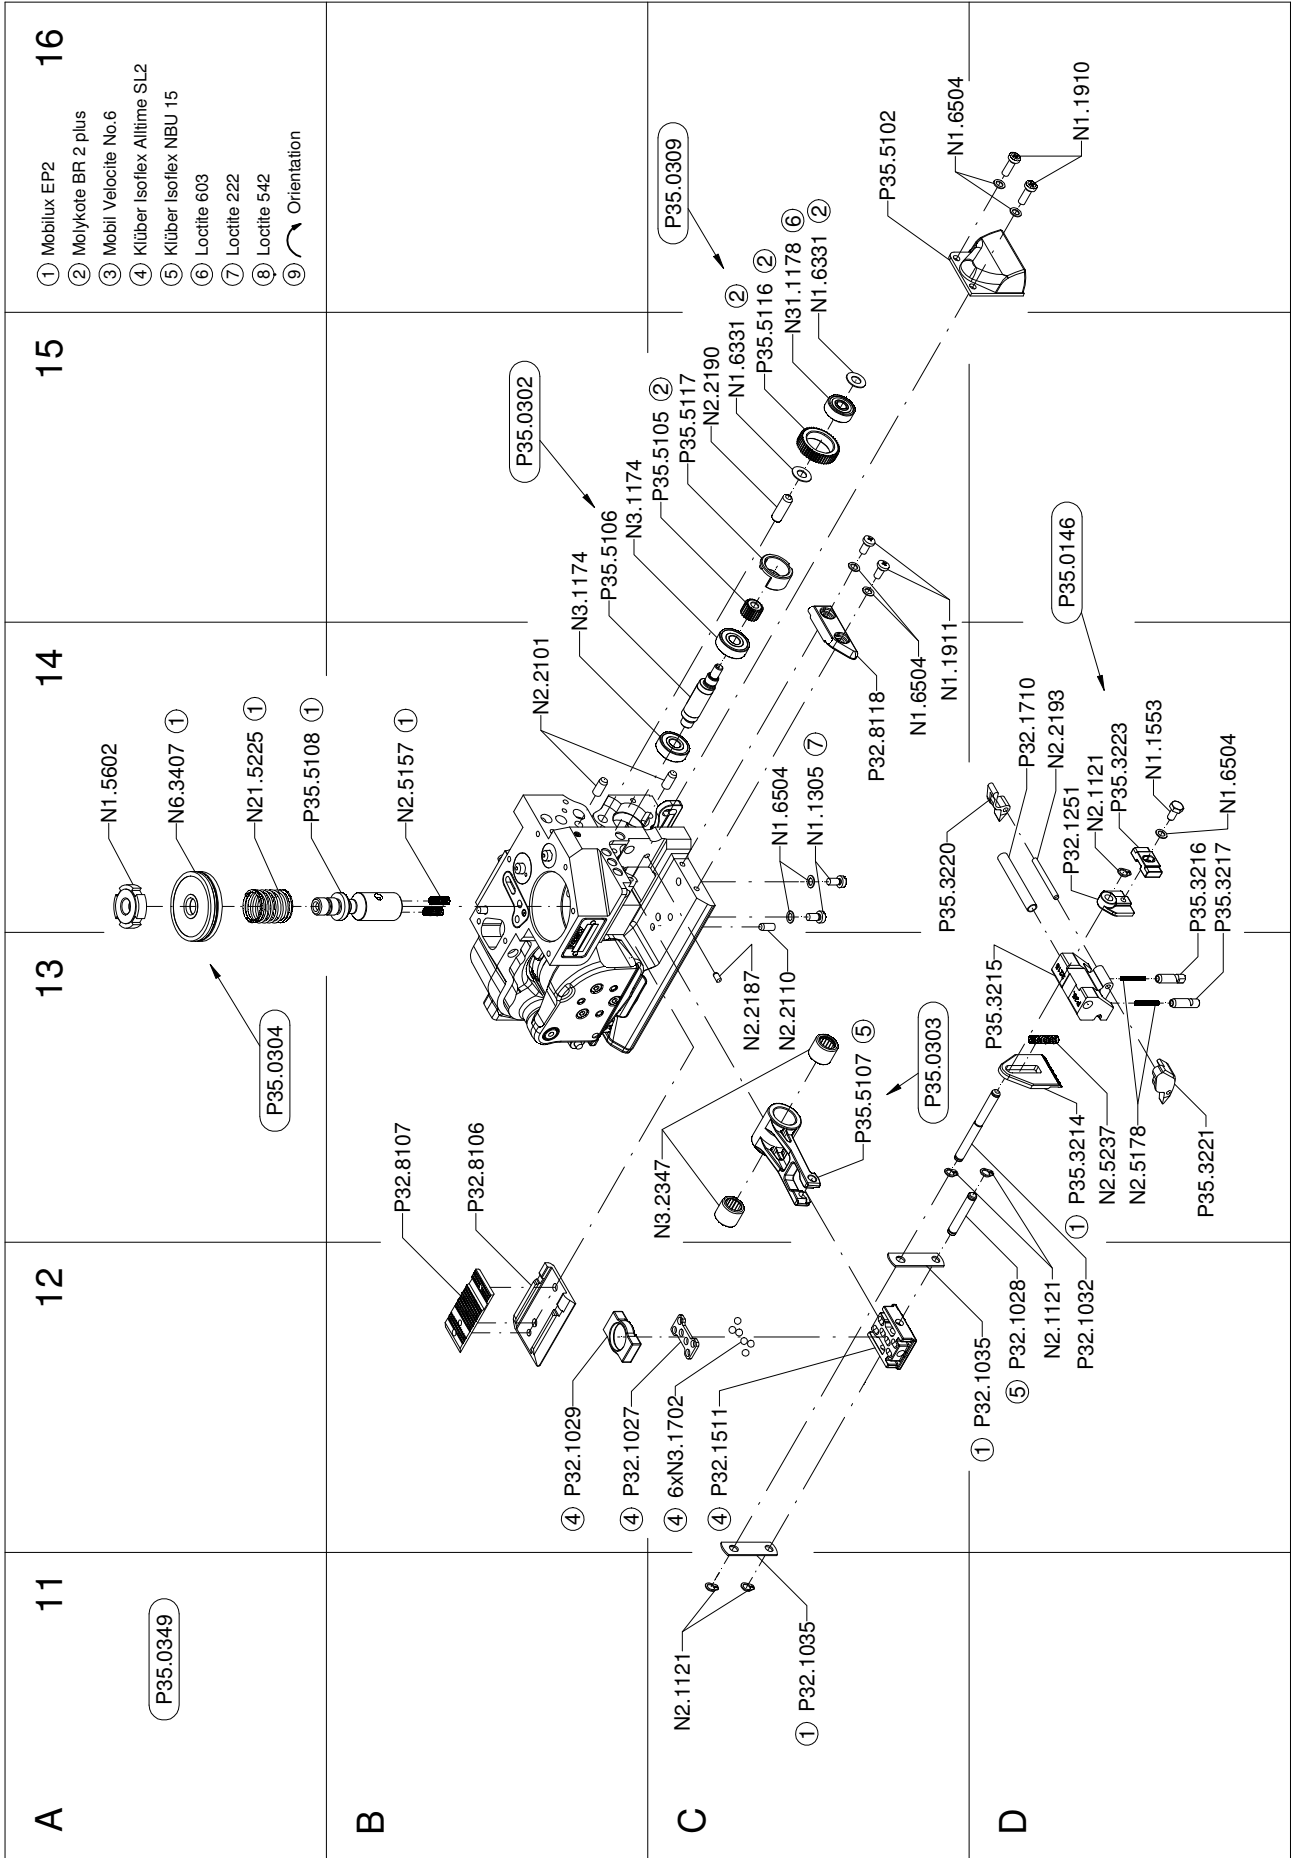 11
12
13
14
15
16
A
B
C
D
P35.0349
① Mobilux EP2
② Molykote BR 2 plus
③ Mobil Velocite No.6
④ Klüber Isoflex Alltime SL2
⑤ Klüber Isoflex NBU 15
⑥ Loctite 603
⑦ Loctite 222
⑧ Loctite 542
⑨ Orientation
N1.5602
N6.3407 ①
N21.5225 ①
P35.5108 ①
N2.5157 ①
P35.0304
P32.8107
P32.8106
④ P32.1029
④ P32.1027
④ 6xN3.1702
④ P32.1511
N2.1121
① P32.1035
N2.2101
N3.1174
P35.5106
N3.1174
P35.5105 ②
P35.5117
N2.2190
N1.6331 ②
P35.5116 ②
N31.1178 ⑥
N1.6331 ②
P35.0302
P35.0309
P35.5102
N1.6504
N1.1910
P32.8118
N1.6504
N1.1911
N1.6504
N1.1305 ⑦
N2.2187
N2.2110
N3.2347
P35.5107 ⑤
P35.0303
① P32.1035
⑤ P32.1028
N2.1121
P32.1032
① P35.3214
N2.5237
N2.5178
P35.3221
P35.3215
P35.3220
P32.1710
N2.2193
P32.1251
N2.1121
P35.3223
N1.1553
N1.6504
P35.3216
P35.3217
P35.0146